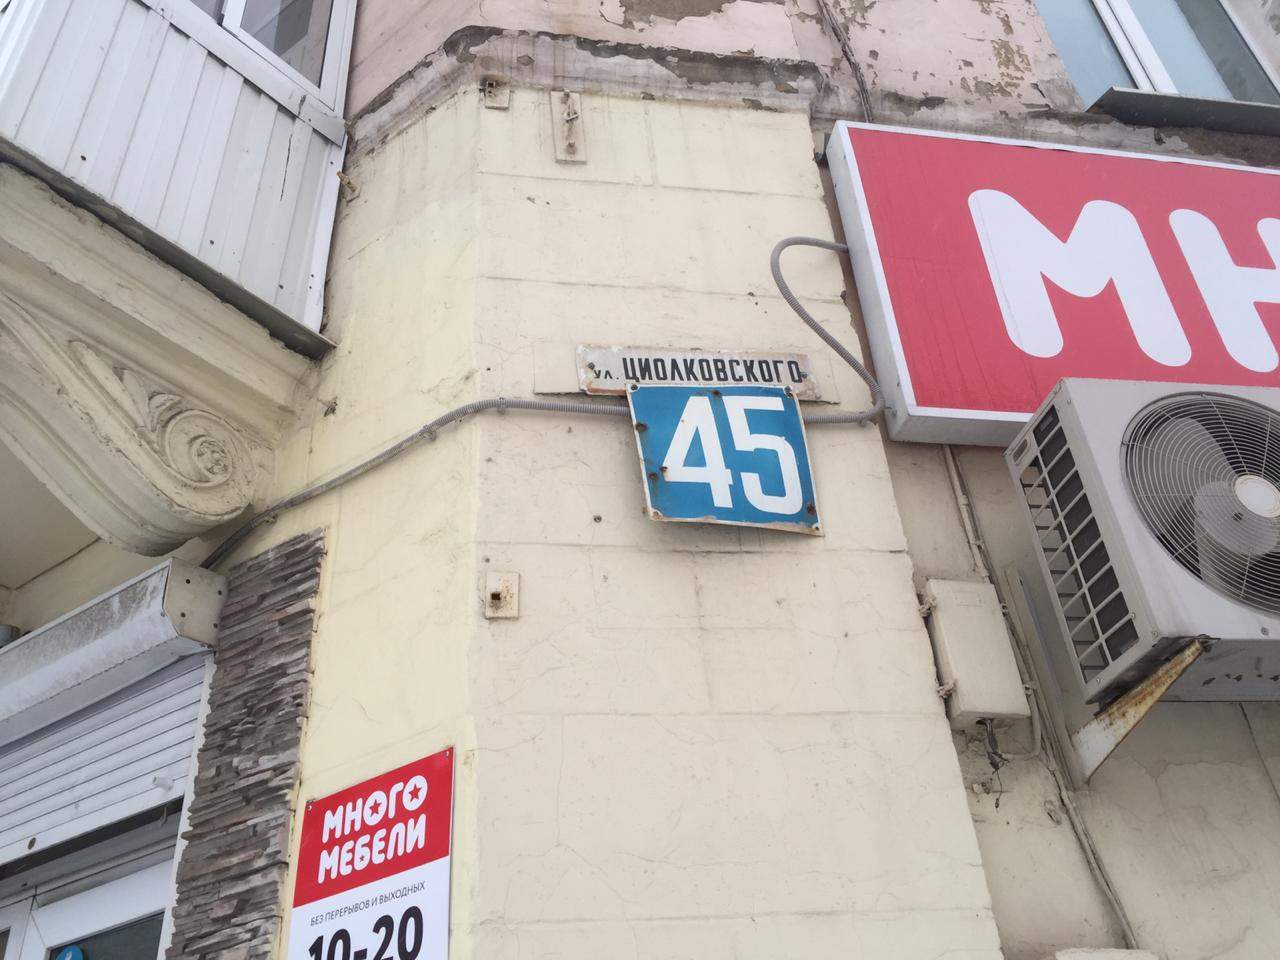 ул. ЦИОЛКОВСКОГО
45
МН
МНОГО
МЕБЕЛИ
БЕЗ ПЕРЕРЫВОВ И ВЫХОДНЫХ
10-20